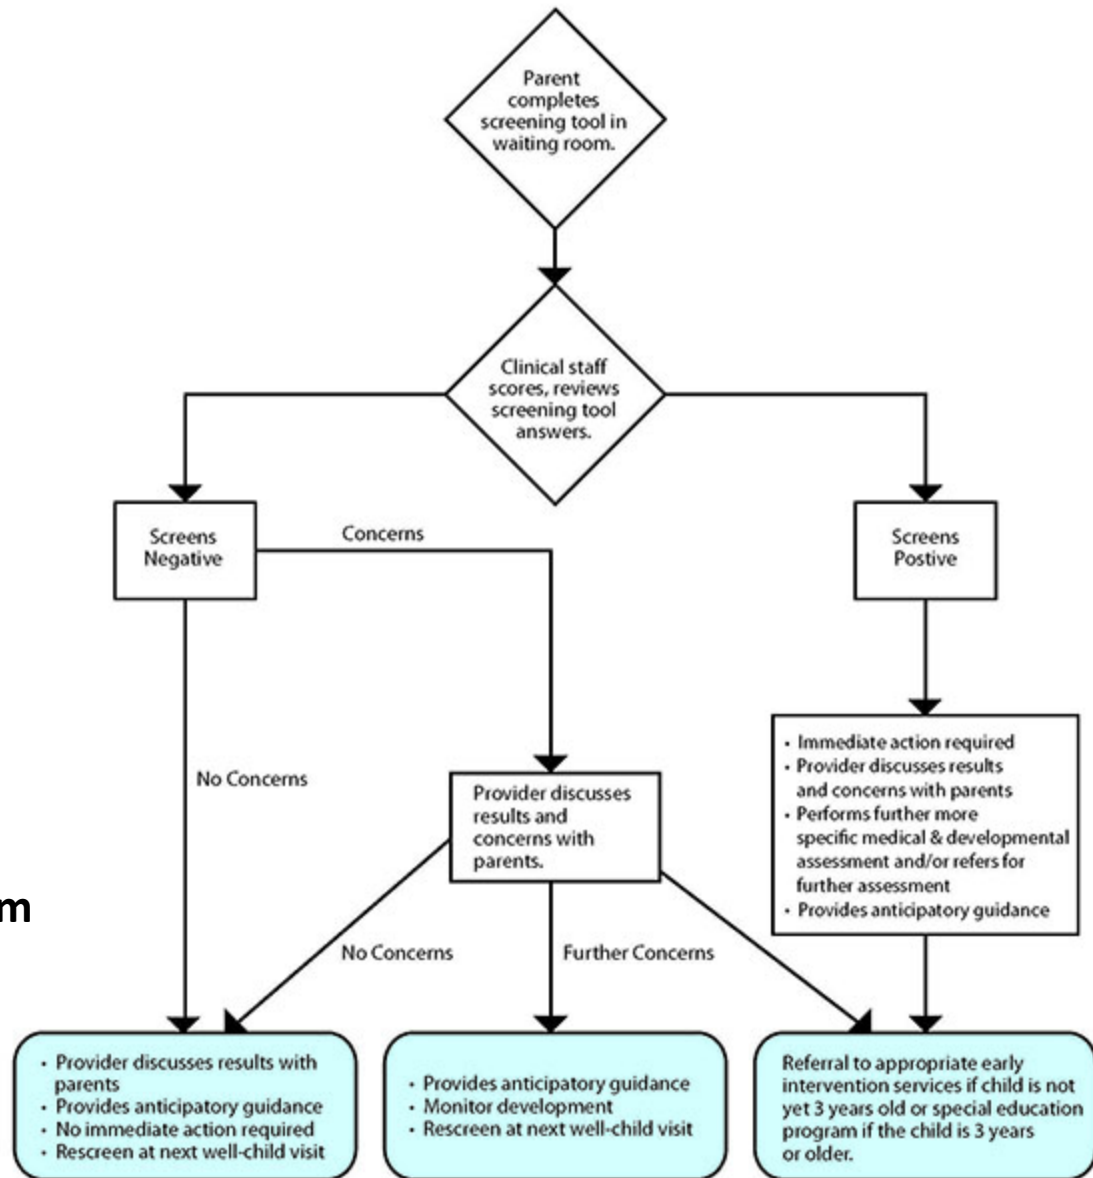 Parent
completes
screening tool in
waiting room.
Clinical staff
scores, reviews
screening tool
answers.
Screens
Negative
Concerns
Screens
Postive
No Concerns
Provider discusses
results and
concerns with
parents.
• Immediate action required
• Provider discusses results
and concerns with parents
• Performs further more
specific medical & developmental
assessment and/or refers for
further assessment
• Provides anticipatory guidance
No Concerns
Further Concerns
• Provider discusses results with
parents
• Provides anticipatory guidance
• No immediate action required
• Rescreen at next well-child visit
• Provides anticipatory guidance
• Monitor development
• Rescreen at next well-child visit
Referral to appropriate early
intervention services if child is not
yet 3 years old or special education
program if the child is 3 years
or older.